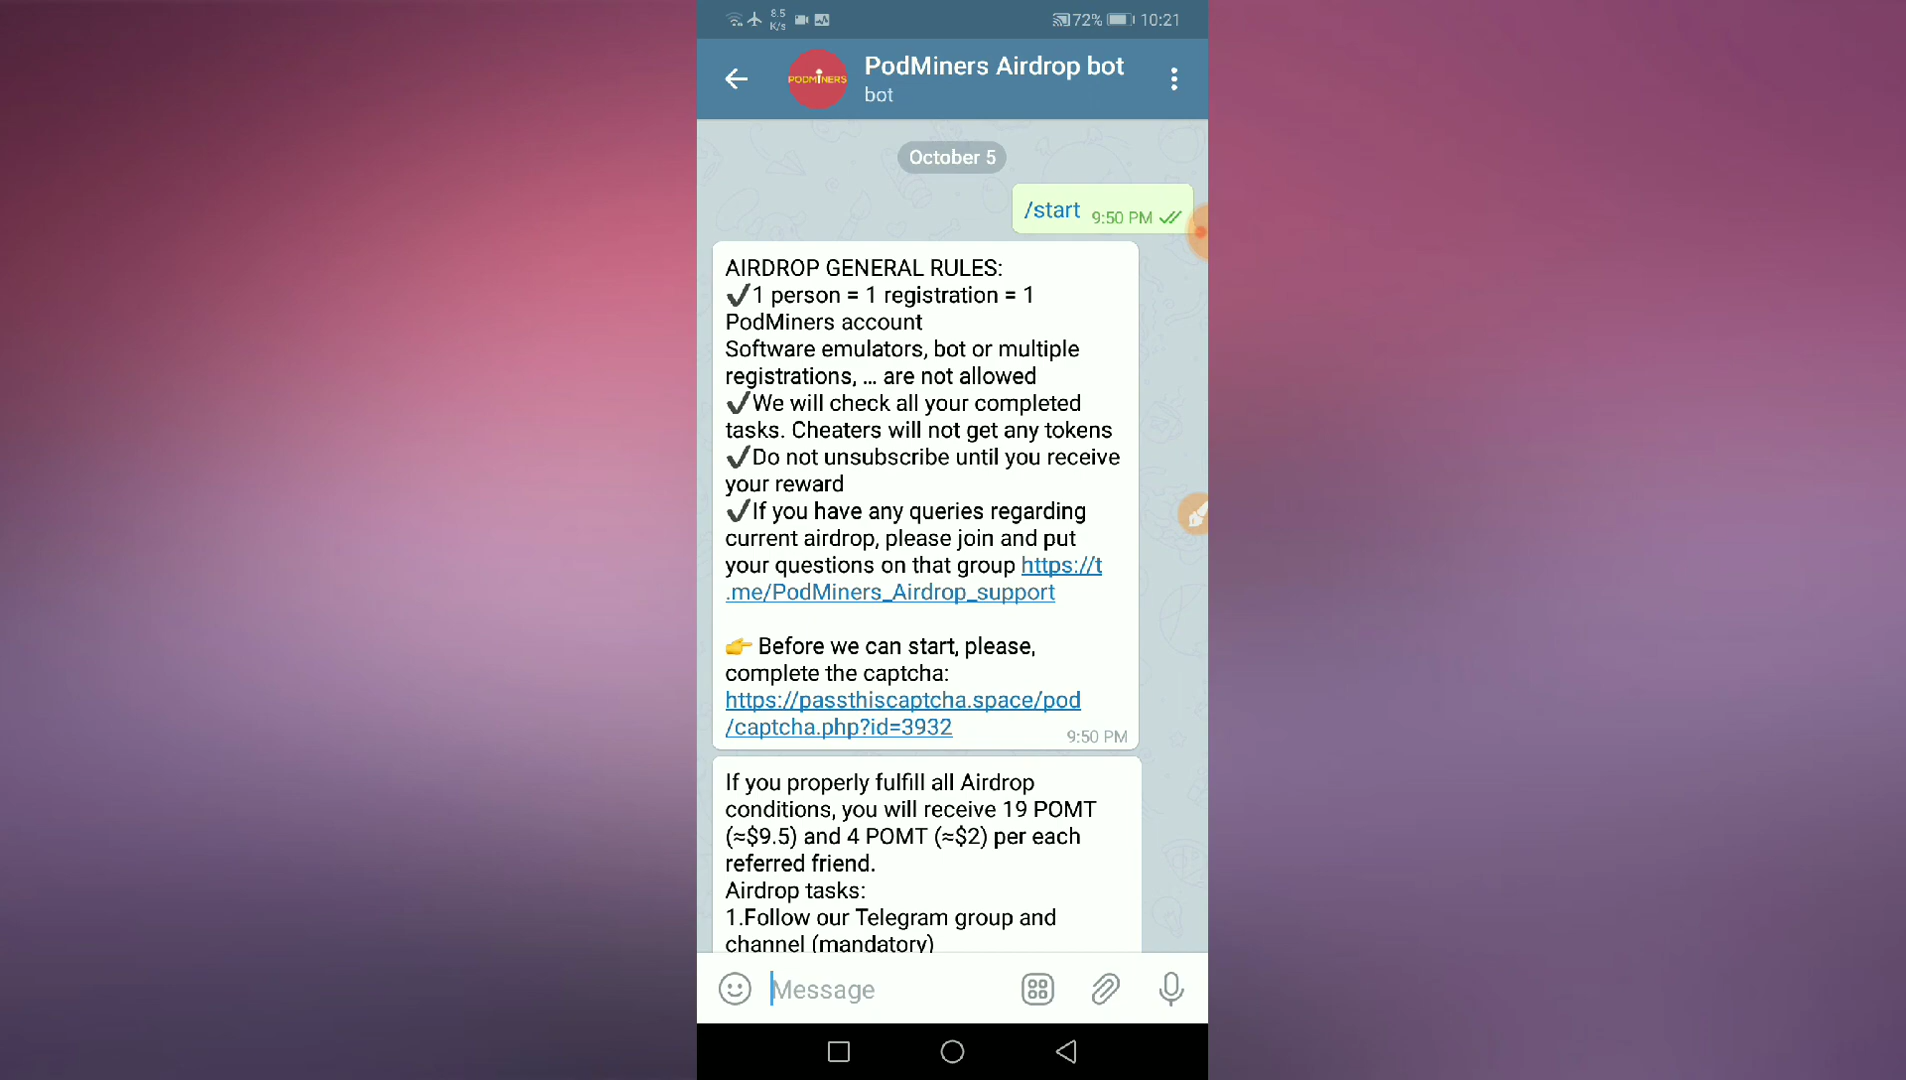 8.5
K/s
72%
10:21
PODMINERS
PodMiners Airdrop bot
bot
October 5
/start 9:50 PM
AIRDROP GENERAL RULES:
✔1 person = 1 registration = 1
PodMiners account
Software emulators, bot or multiple
registrations, ... are not allowed
✔We will check all your completed
tasks. Cheaters will not get any tokens
✔Do not unsubscribe until you receive
your reward
✔If you have any queries regarding
current airdrop, please join and put
your questions on that group https://t
.me/PodMiners_Airdrop_support
👉 Before we can start, please,
complete the captcha:
https://passthiscaptcha.space/pod
/captcha.php?id=3932
9:50 PM
If you properly fulfill all Airdrop
conditions, you will receive 19 POMT
(≈$9.5) and 4 POMT (≈$2) per each
referred friend.
Airdrop tasks:
1.Follow our Telegram group and
channel (mandatory)
Message